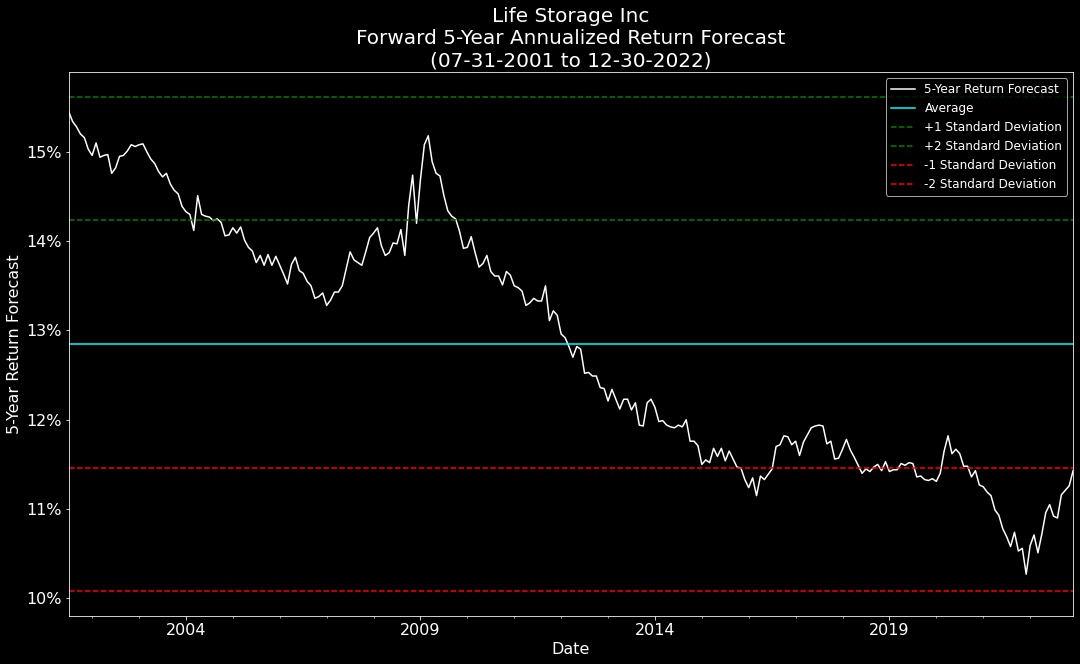 Life Storage Inc
Forward 5-Year Annualized Return Forecast
(07-31-2001 to 12-30-2022)
5-Year Return Forecast
Average
+1 Standard Deviation
+2 Standard Deviation
-1 Standard Deviation
-2 Standard Deviation
5-Year Return Forecast
15%
14%
13%
12%
11%
10%
2004
2009
2014
2019
Date